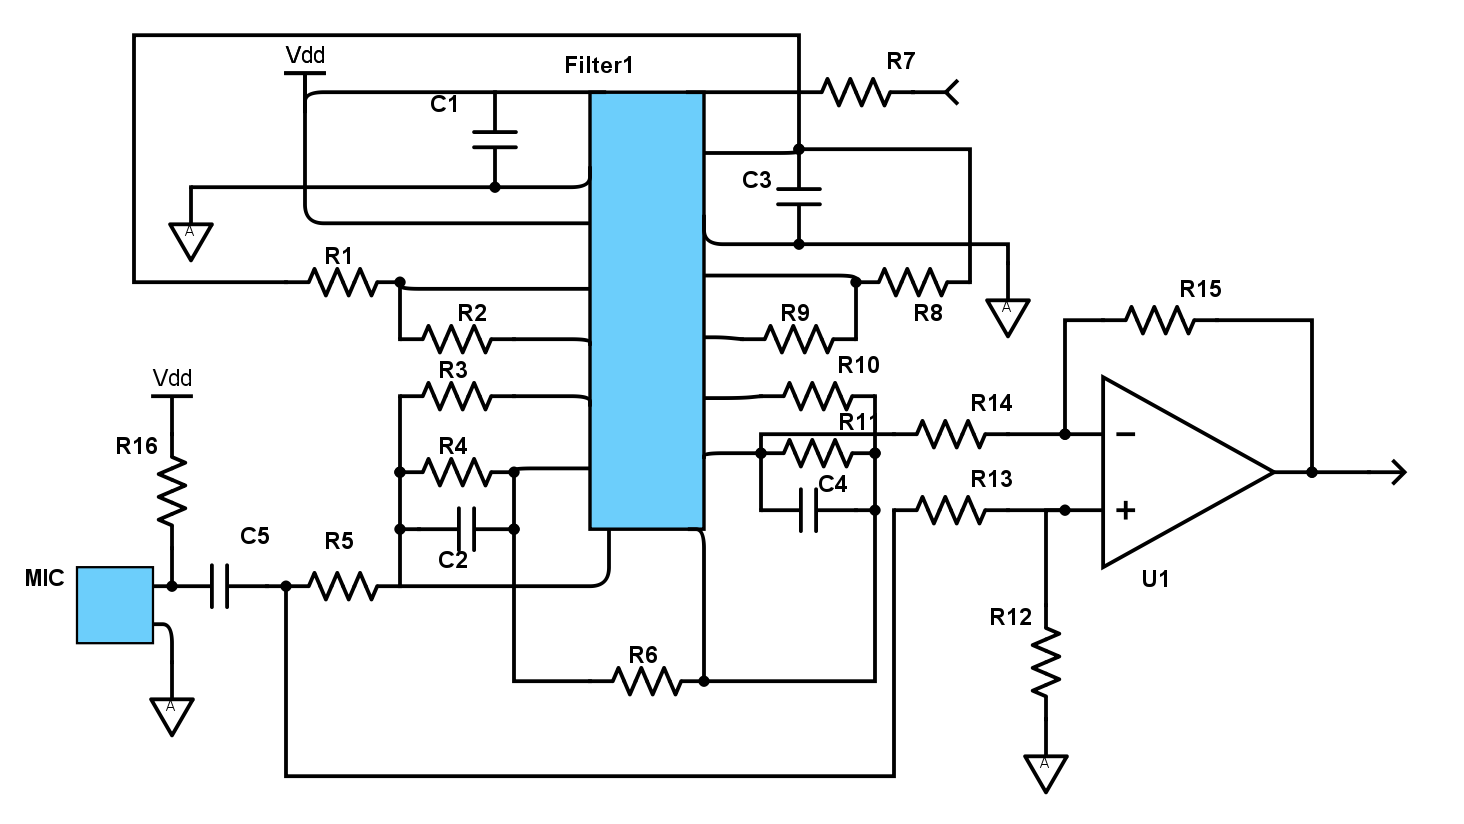 Vdd
Filter1
R7
C1
C3
A
R1
R2
R9
R8
A
R15
R3
R10
Vdd
R16
R4
R11
R14
−
C4
R13
+
C5
R5
C2
MIC
U1
R12
R6
A
A